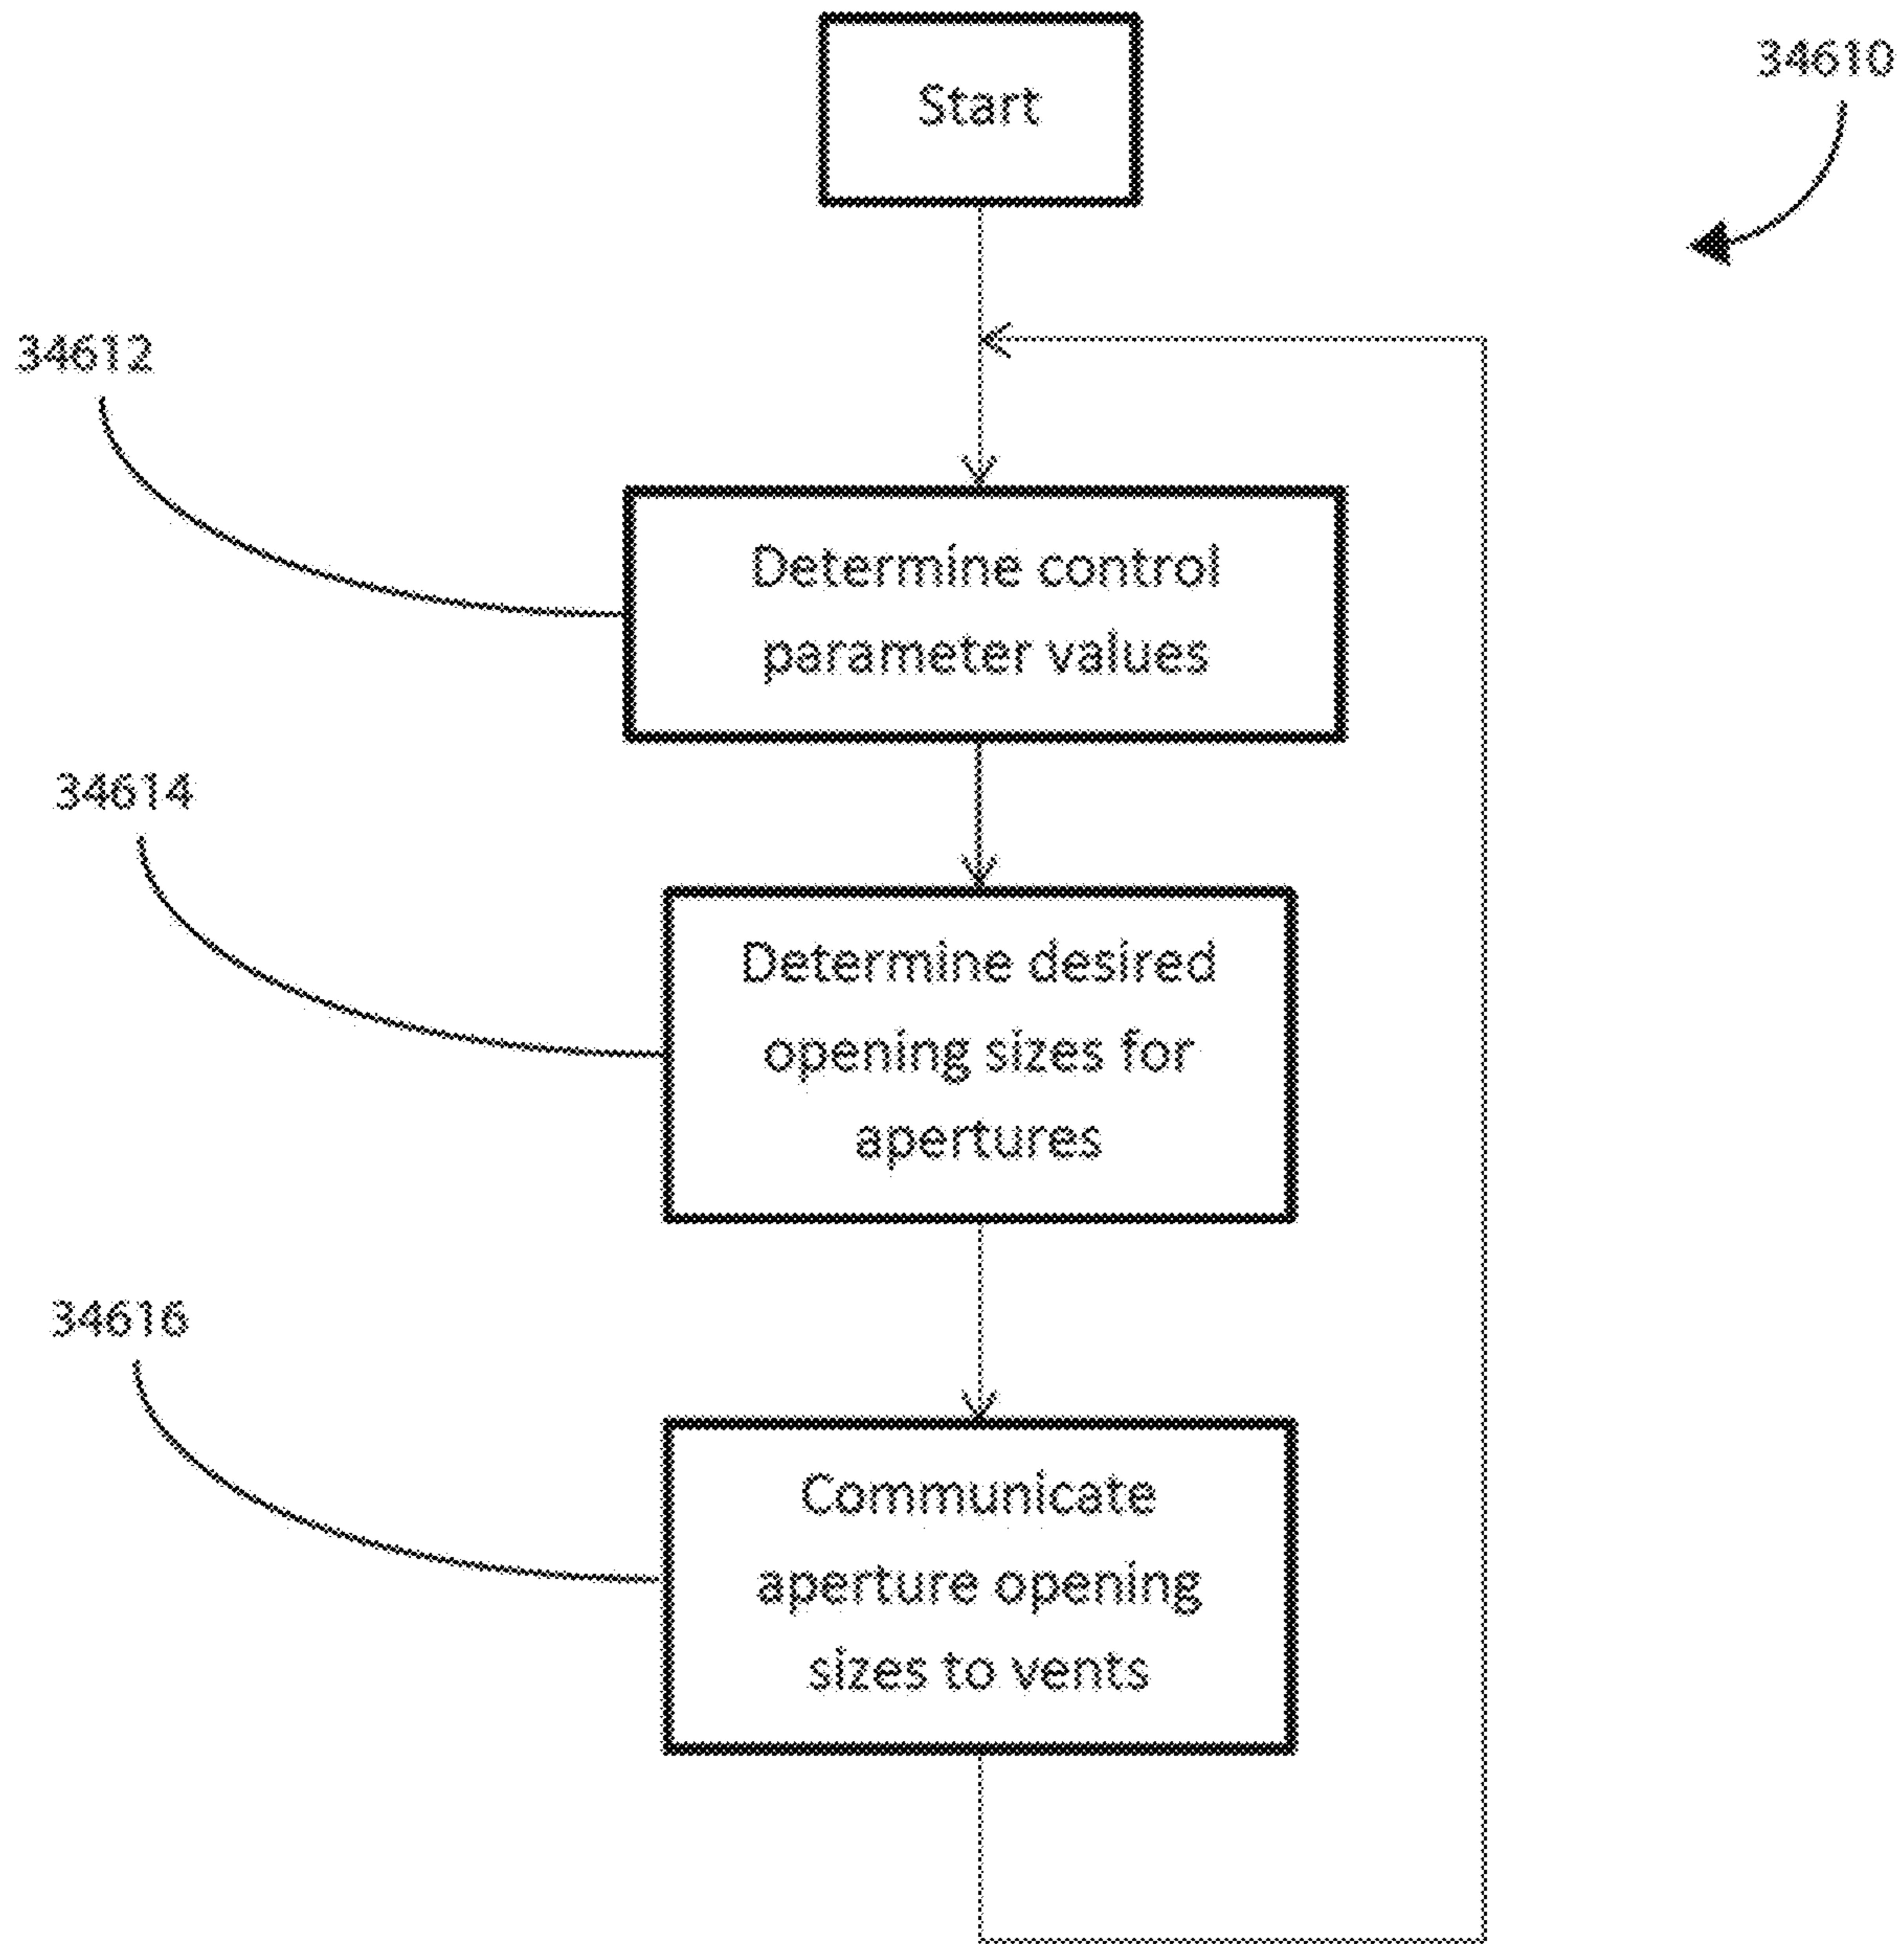 Start
34610
34612
Determine control
parameter values
34614
Determine desired
opening sizes for
apertures
34616
Communicate
aperture opening
sizes to vents